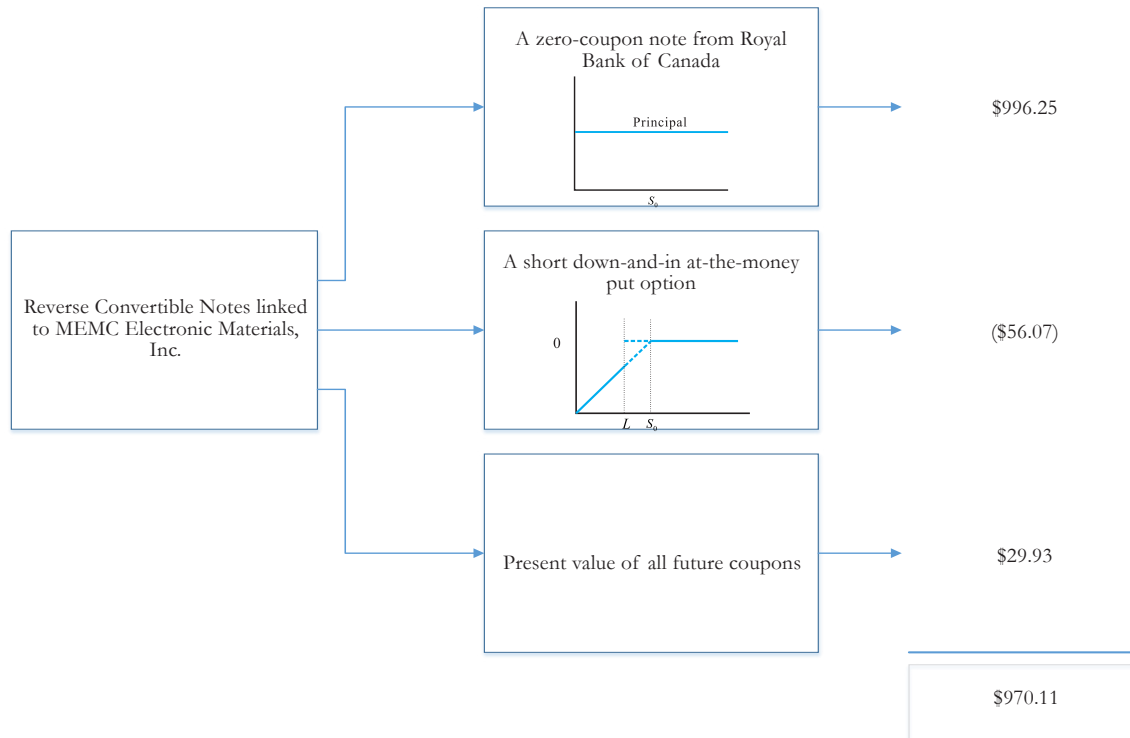 Reverse Convertible Notes linked
to MEMC Electronic Materials,
Inc.
A zero-coupon note from Royal
Bank of Canada
Principal
S₀
$996.25
A short down-and-in at-the-money
put option
0
L S₀
($56.07)
Present value of all future coupons
$29.93
$970.11